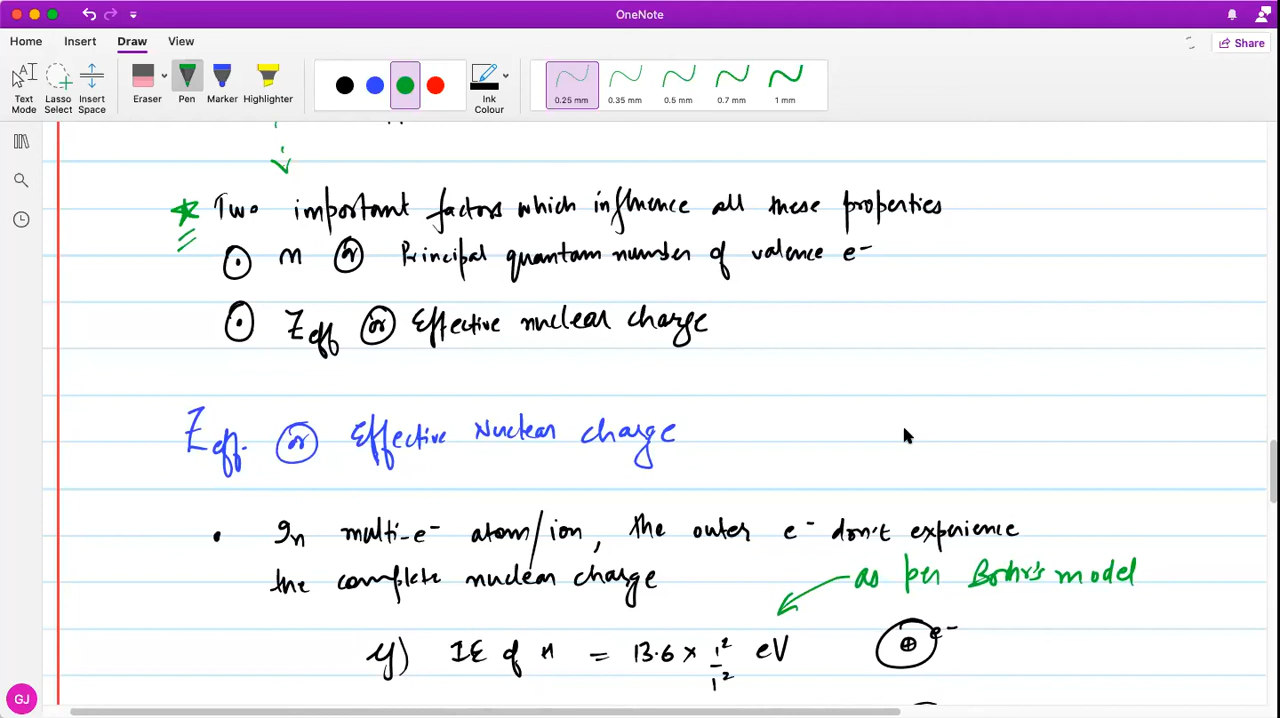 OneNote
Home Insert Draw View
Share
Text Mode
Lasso Select
Insert Space
Eraser
Pen
Marker
Highlighter
Ink Colour
0.25 mm
0.35 mm
0.5 mm
0.7 mm
1 mm
Two important factors which influence all these properties
n or Principal quantam number of valence e-
Zeff or Effective nuclear charge
Zeff. or Effective Nuclear charge
In multi-e- atom/ion, the outer e- don't experience
the complete nuclear charge
as per Bohr's model
eg) IE of H = 13.6 × 1²/1² eV
⊕ e-
GJ